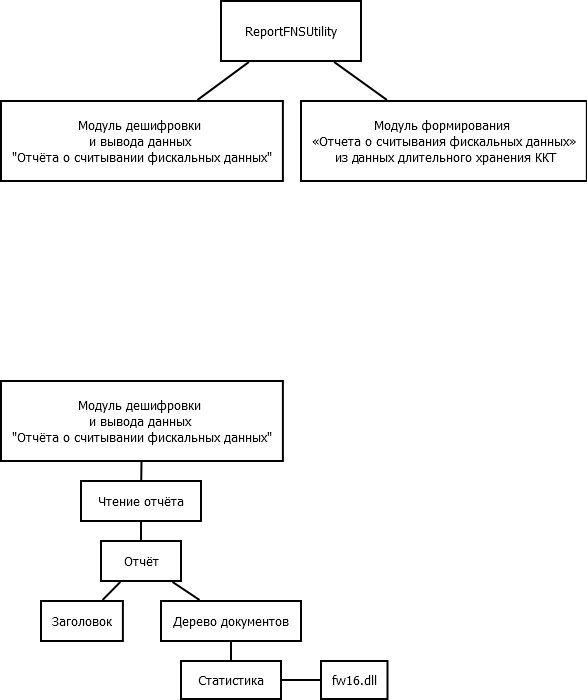 ReportFNSUtility
Модуль дешифровки
и вывода данных
"Отчёта о считывании фискальных данных"
Модуль формирования
«Отчета о считывания фискальных данных»
из данных длительного хранения ККТ
Модуль дешифровки
и вывода данных
"Отчёта о считывании фискальных данных"
Чтение отчёта
Отчёт
Заголовок
Дерево документов
Статистика
fw16.dll